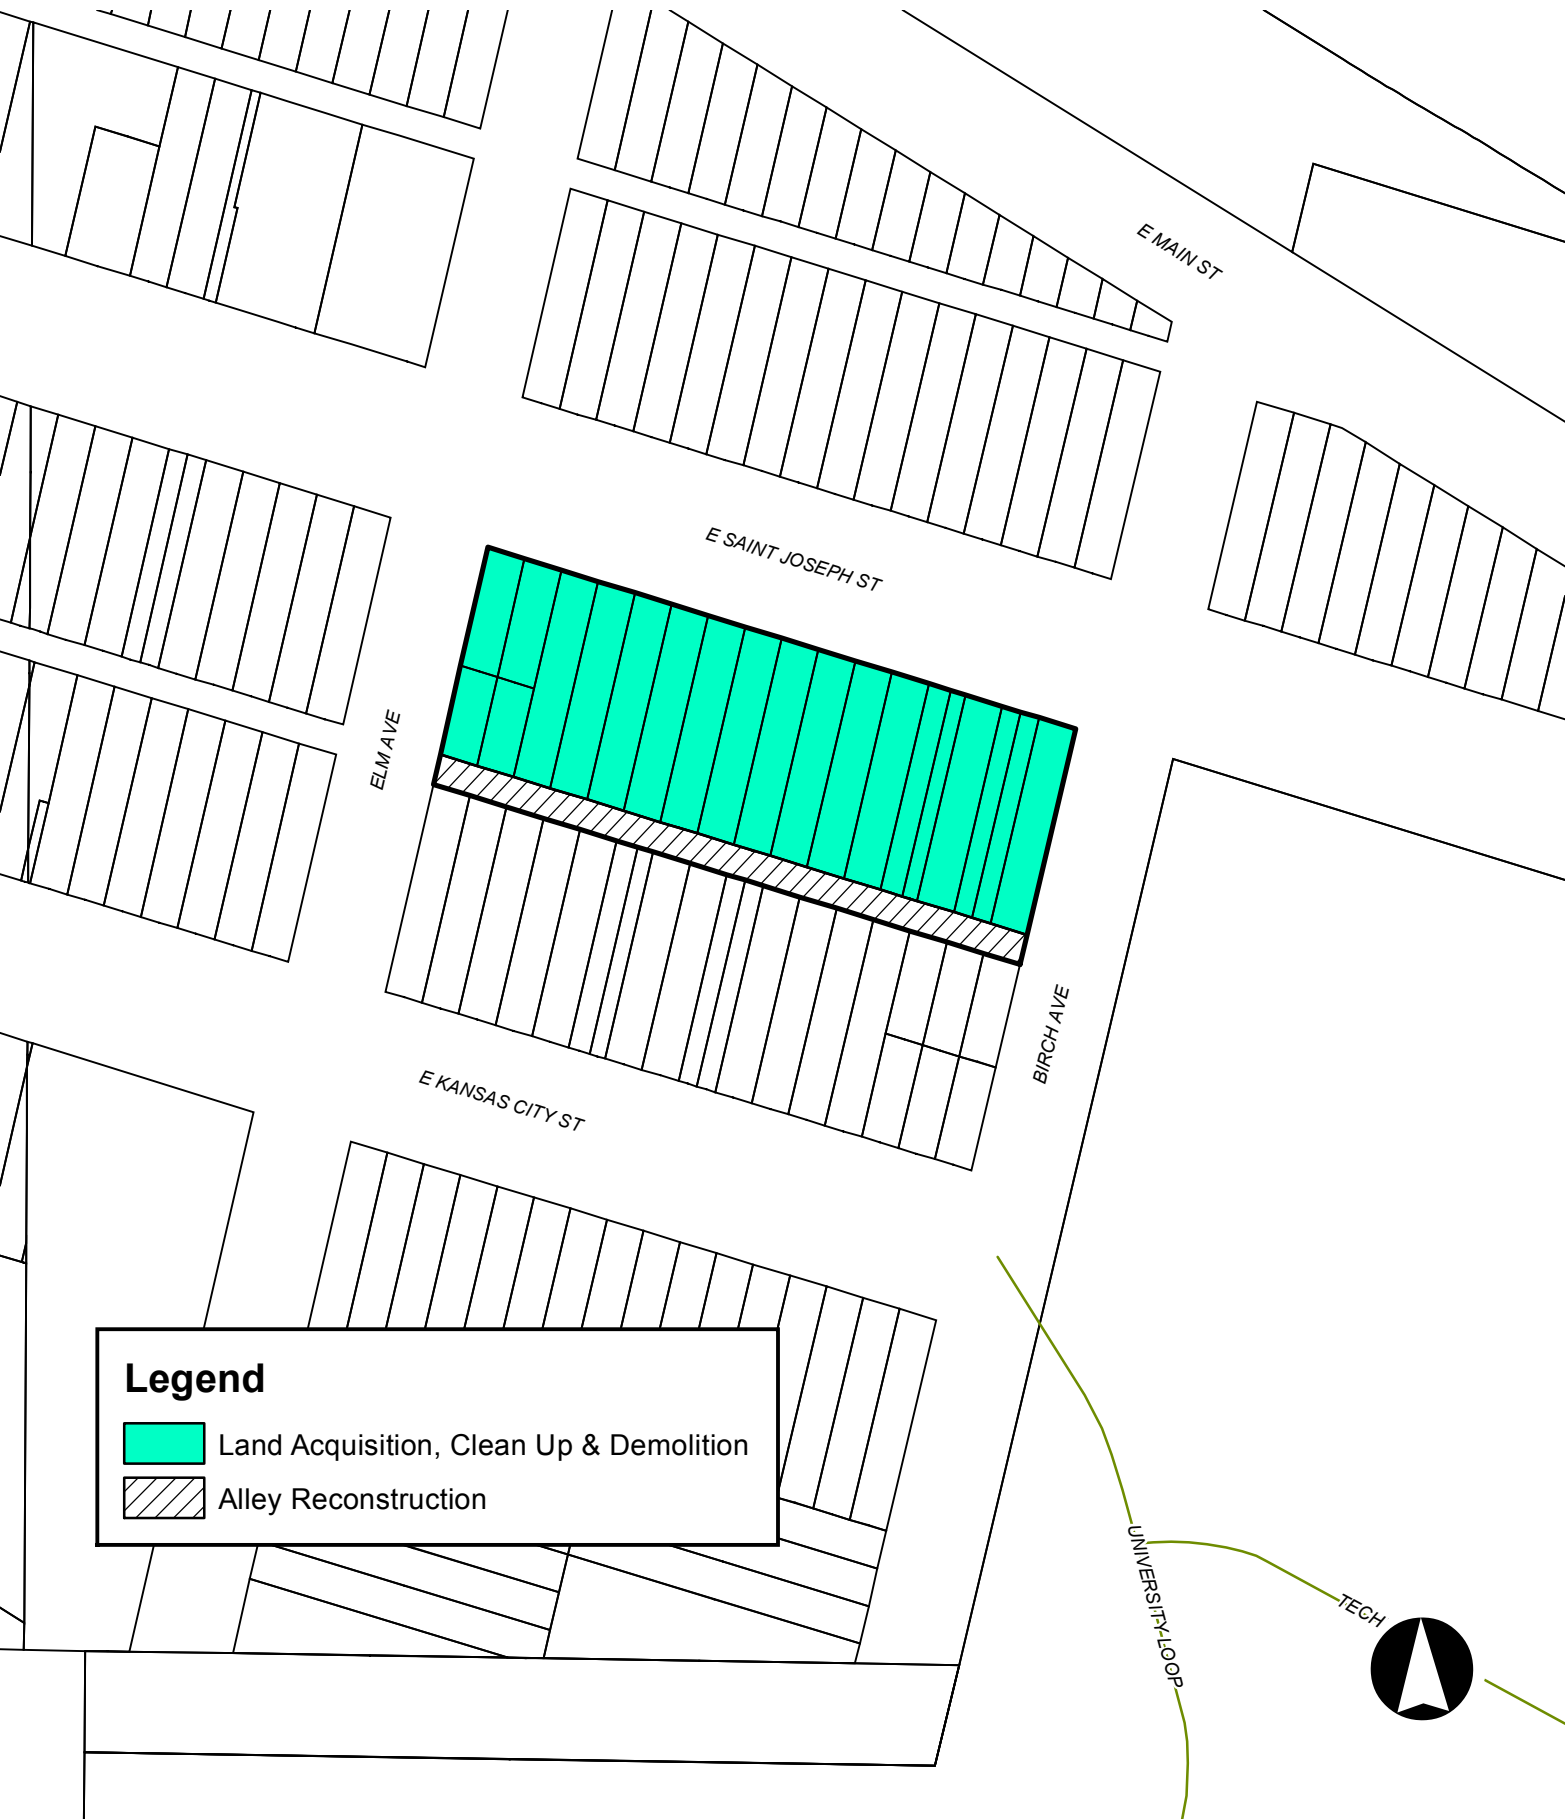 E MAIN ST
E SAINT JOSEPH ST
ELM AVE
BIRCH AVE
E KANSAS CITY ST
Legend
Land Acquisition, Clean Up & Demolition
Alley Reconstruction
UNIVERSITY LOOP
TECH